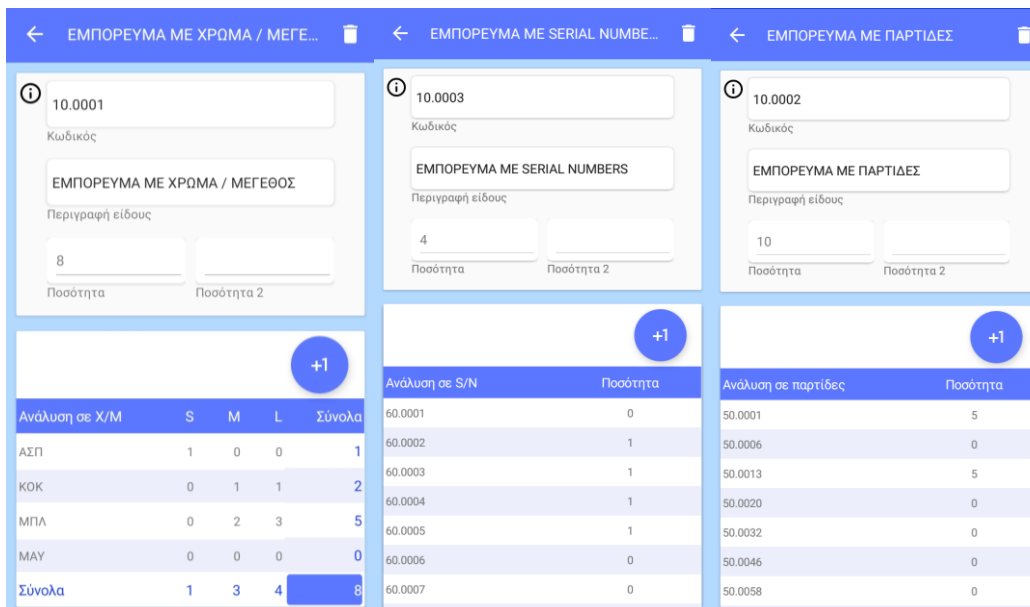 ΕΜΠΟΡΕΥΜΑ ΜΕ ΧΡΩΜΑ / ΜΕΓΕ...
10.0001
Κωδικός
ΕΜΠΟΡΕΥΜΑ ΜΕ ΧΡΩΜΑ / ΜΕΓΕΘΟΣ
Περιγραφή είδους
8
Ποσότητα Ποσότητα 2
+1
Ανάλυση σε Χ/Μ S M L Σύνολα
ΑΣΠ 1 0 0 1
ΚΟΚ 0 1 1 2
ΜΠΛ 0 2 3 5
ΜΑΥ 0 0 0 0
Σύνολα 1 3 4 8
ΕΜΠΟΡΕΥΜΑ ΜΕ SERIAL NUMBE...
10.0003
Κωδικός
ΕΜΠΟΡΕΥΜΑ ΜΕ SERIAL NUMBERS
Περιγραφή είδους
4
Ποσότητα Ποσότητα 2
+1
Ανάλυση σε S/N Ποσότητα
60.0001 0
60.0002 1
60.0003 1
60.0004 1
60.0005 1
60.0006 0
60.0007 0
ΕΜΠΟΡΕΥΜΑ ΜΕ ΠΑΡΤΙΔΕΣ
10.0002
Κωδικός
ΕΜΠΟΡΕΥΜΑ ΜΕ ΠΑΡΤΙΔΕΣ
Περιγραφή είδους
10
Ποσότητα Ποσότητα 2
+1
Ανάλυση σε παρτίδες Ποσότητα
50.0001 5
50.0006 0
50.0013 5
50.0020 0
50.0032 0
50.0046 0
50.0058 0